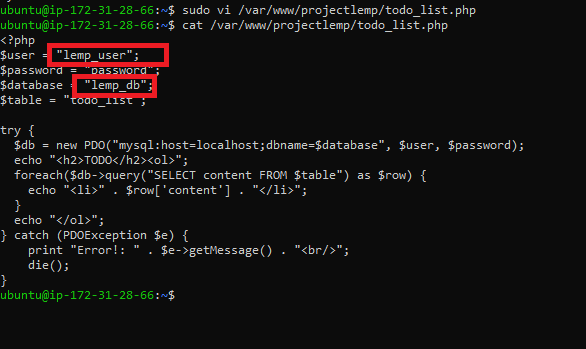 ubuntu@ip-172-31-28-66:~$ sudo vi /var/www/projectlemp/todo_list.php
ubuntu@ip-172-31-28-66:~$ cat /var/www/projectlemp/todo_list.php
<?php
$user = "lemp_user";
$password = "password";
$database = "lemp_db";
$table = "todo_list";

try {
  $db = new PDO("mysql:host=localhost;dbname=$database", $user, $password);
  echo "<h2>TODO</h2><ol>";
  foreach($db->query("SELECT content FROM $table") as $row) {
    echo "<li>" . $row['content'] . "</li>";
  }
  echo "</ol>";
} catch (PDOException $e) {
    print "Error!: " . $e->getMessage() . "<br/>";
    die();
}
ubuntu@ip-172-31-28-66:~$